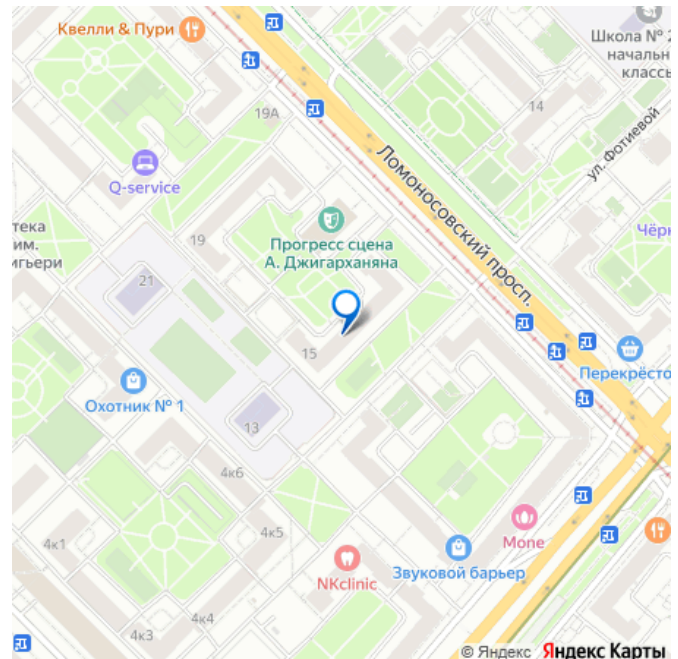 Квелли & Пури
Школа № 2
начальн
классы
19А
14
ул. Фотиевой
Q-service
Ломоносовский просп.
тека
им.
игьери
19
Прогресс сцена
А. Джигарханяна
Чёрн
21
15
Перекрёсто
Охотник № 1
13
4к6
4к1
4к5
Mone
NKclinic
Звуковой барьер
4к4
4к3
© Яндекс Яндекс Карты